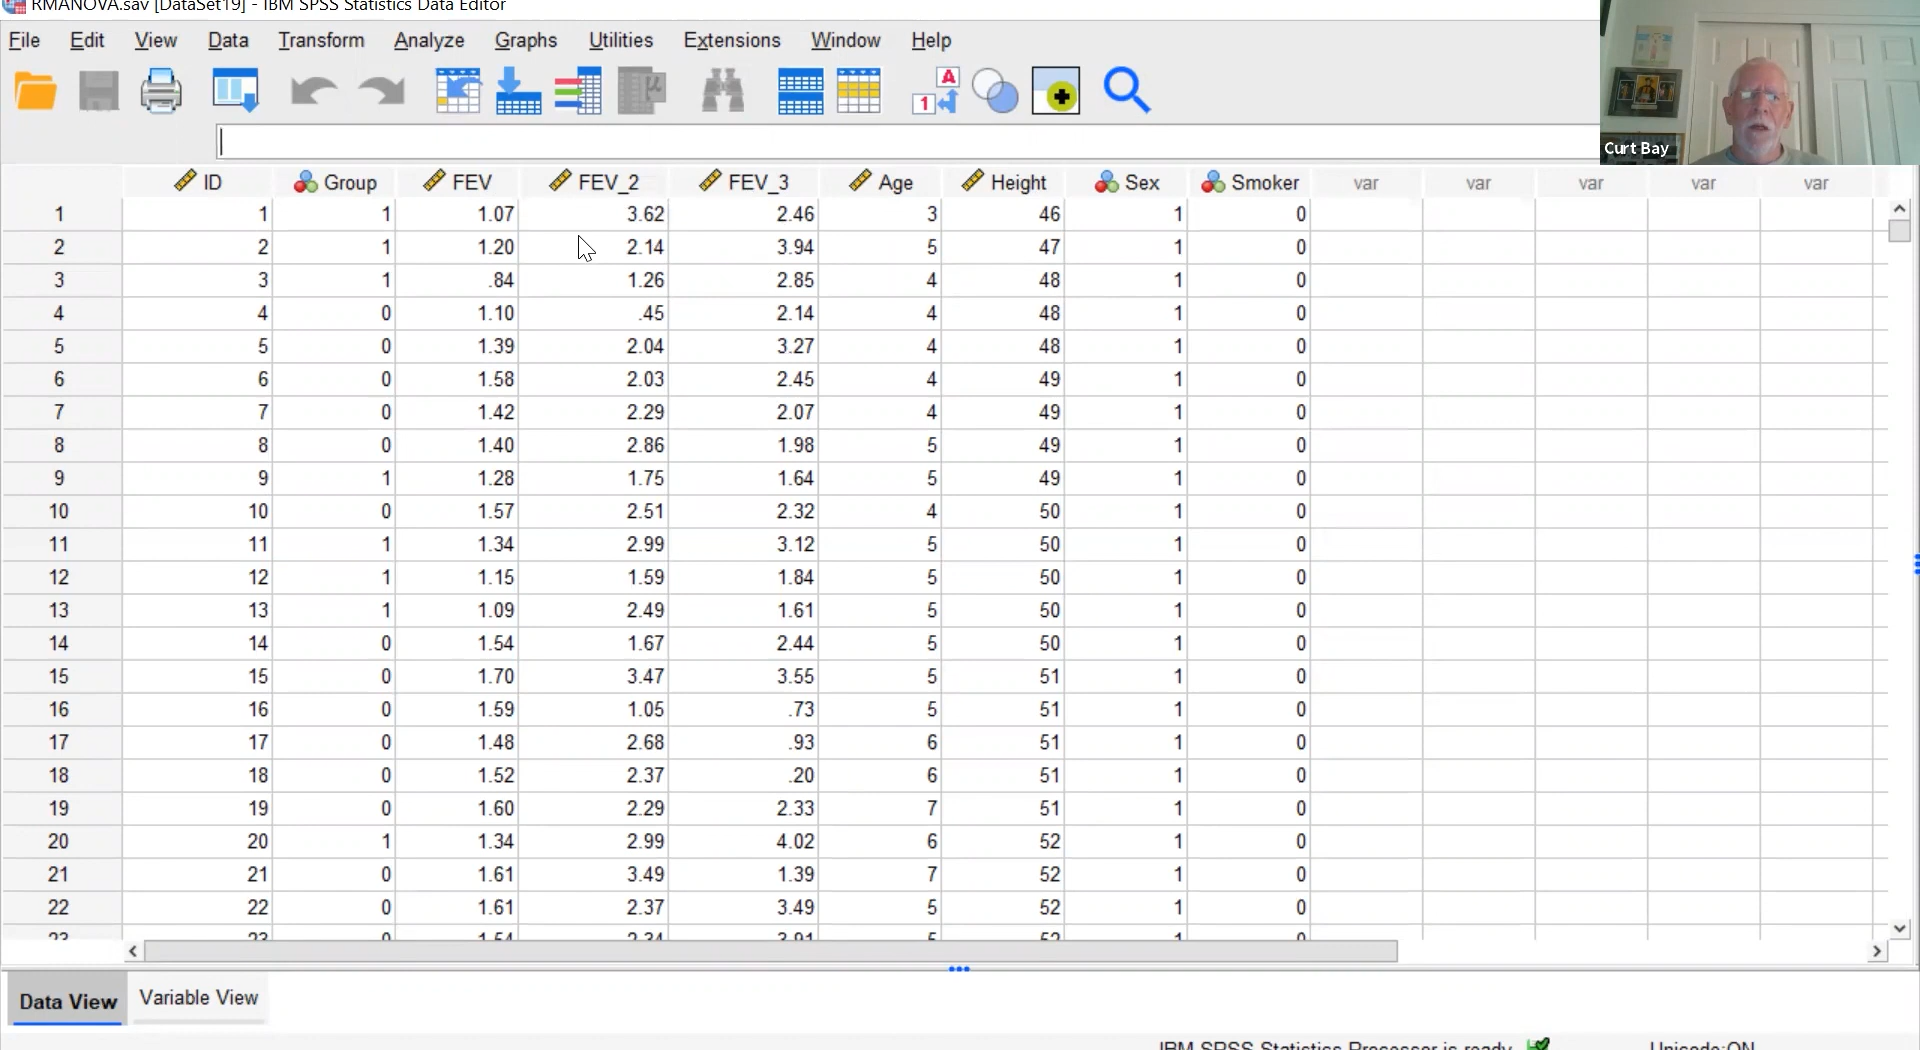 RMANOVA.sav [DataSet19] - IBM SPSS Statistics Data Editor
File Edit View Data Transform Analyze Graphs Utilities Extensions Window Help
A
1
µ
Curt Bay
ID Group FEV FEV_2 FEV_3 Age Height Sex Smoker var var var var var
1 1 1 1.07 3.62 2.46 3 46 1 0
2 2 1 1.20 2.14 3.94 5 47 1 0
3 3 1 .84 1.26 2.85 4 48 1 0
4 4 0 1.10 .45 2.14 4 48 1 0
5 5 0 1.39 2.04 3.27 4 48 1 0
6 6 0 1.58 2.03 2.45 4 49 1 0
7 7 0 1.42 2.29 2.07 4 49 1 0
8 8 0 1.40 2.86 1.98 5 49 1 0
9 9 1 1.28 1.75 1.64 5 49 1 0
10 10 0 1.57 2.51 2.32 4 50 1 0
11 11 1 1.34 2.99 3.12 5 50 1 0
12 12 1 1.15 1.59 1.84 5 50 1 0
13 13 1 1.09 2.49 1.61 5 50 1 0
14 14 0 1.54 1.67 2.44 5 50 1 0
15 15 0 1.70 3.47 3.55 5 51 1 0
16 16 0 1.59 1.05 .73 5 51 1 0
17 17 0 1.48 2.68 .93 6 51 1 0
18 18 0 1.52 2.37 .20 6 51 1 0
19 19 0 1.60 2.29 2.33 7 51 1 0
20 20 1 1.34 2.99 4.02 6 52 1 0
21 21 0 1.61 3.49 1.39 7 52 1 0
22 22 0 1.61 2.37 3.49 5 52 1 0
23 23 0 1.54 2.34 3.91 5 52 1 0
Data View Variable View
IBM SPSS Statistics Processor is ready Unicode:ON